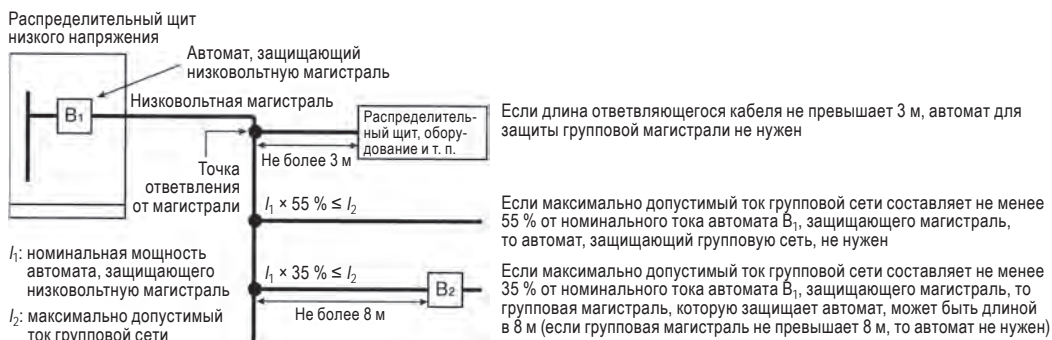 Распределительный щит
низкого напряжения
Автомат, защищающий
низковольтную магистраль
B₁
Низковольтная магистраль
Распределитель-
ный щит, обору-
дование и т. п.
Не более 3 м
Точка
ответвления
от магистрали
Если длина ответвляющегося кабеля не превышает 3 м, автомат для
защиты групповой магистрали не нужен
I₁ × 55 % ≤ I₂
Если максимально допустимый ток групповой сети составляет не менее
55 % от номинального тока автомата B₁, защищающего магистраль,
то автомат, защищающий групповую сеть, не нужен
I₁: номинальная мощность
автомата, защищающего
низковольтную магистраль
I₂: максимально допустимый
ток групповой сети
I₁ × 35 % ≤ I₂
B₂
Не более 8 м
Если максимально допустимый ток групповой сети составляет не менее
35 % от номинального тока автомата B₁, защищающего магистраль, то
групповая магистраль, которую защищает автомат, может быть длиной
в 8 м (если групповая магистраль не превышает 8 м, то автомат не нужен)